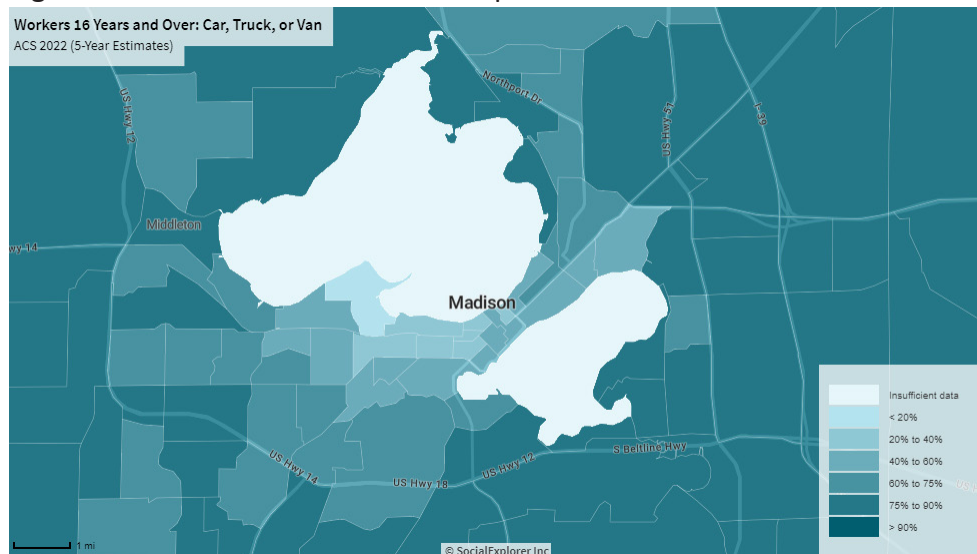 Workers 16 Years and Over: Car, Truck, or Van
ACS 2022 (5-Year Estimates)
US Hwy 12
Northport Dr
US Hwy 51
I-39
Middleton
wy 14
Madison
Insufficient data
< 20%
20% to 40%
40% to 60%
60% to 75%
75% to 90%
> 90%
US Hwy 14
US Hwy 18
US Hwy 12
S Beltline Hwy
1 mi
© SocialExplorer Inc